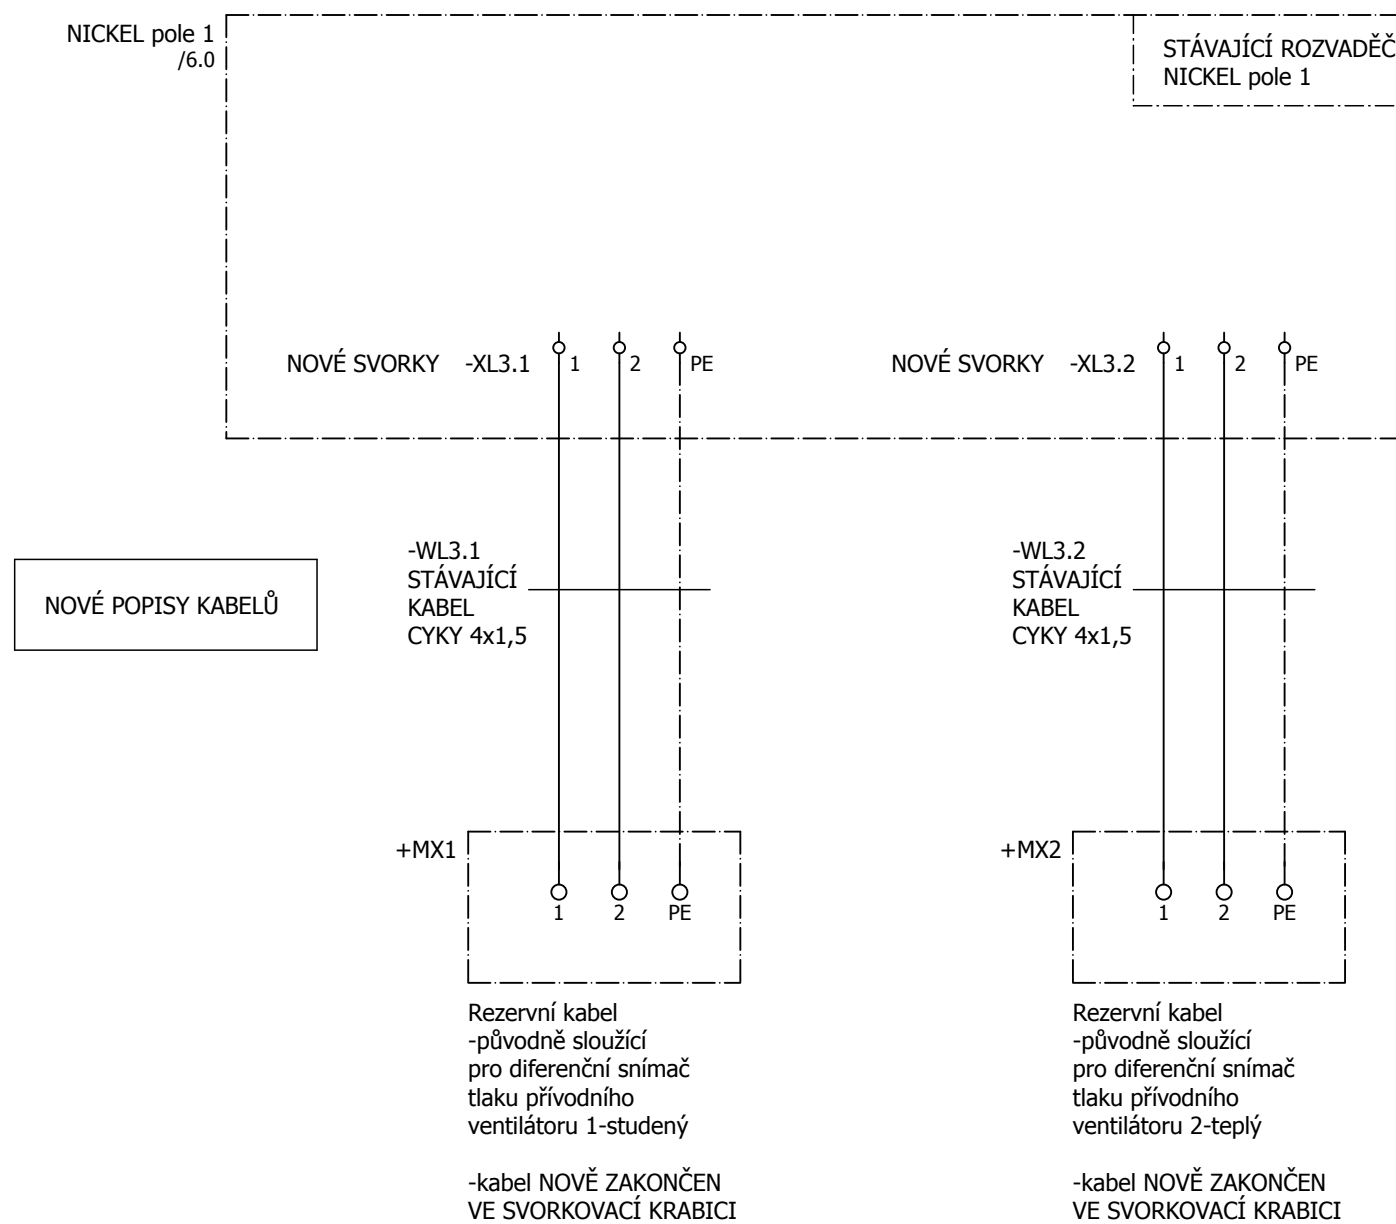 NICKEL pole 1
/6.0
STÁVAJÍCÍ ROZVADĚČ
NICKEL pole 1
NOVÉ SVORKY -XL3.1 1 2 PE
NOVÉ SVORKY -XL3.2 1 2 PE
NOVÉ POPISY KABELŮ
-WL3.1
STÁVAJÍCÍ
KABEL
CYKY 4x1,5
-WL3.2
STÁVAJÍCÍ
KABEL
CYKY 4x1,5
+MX1
1 2 PE
Rezervní kabel
-původně sloužící
pro diferenční snímač
tlaku přívodního
ventilátoru 1-studený
-kabel NOVĚ ZAKONČEN
VE SVORKOVACÍ KRABICI
+MX2
1 2 PE
Rezervní kabel
-původně sloužící
pro diferenční snímač
tlaku přívodního
ventilátoru 2-teplý
-kabel NOVĚ ZAKONČEN
VE SVORKOVACÍ KRABICI